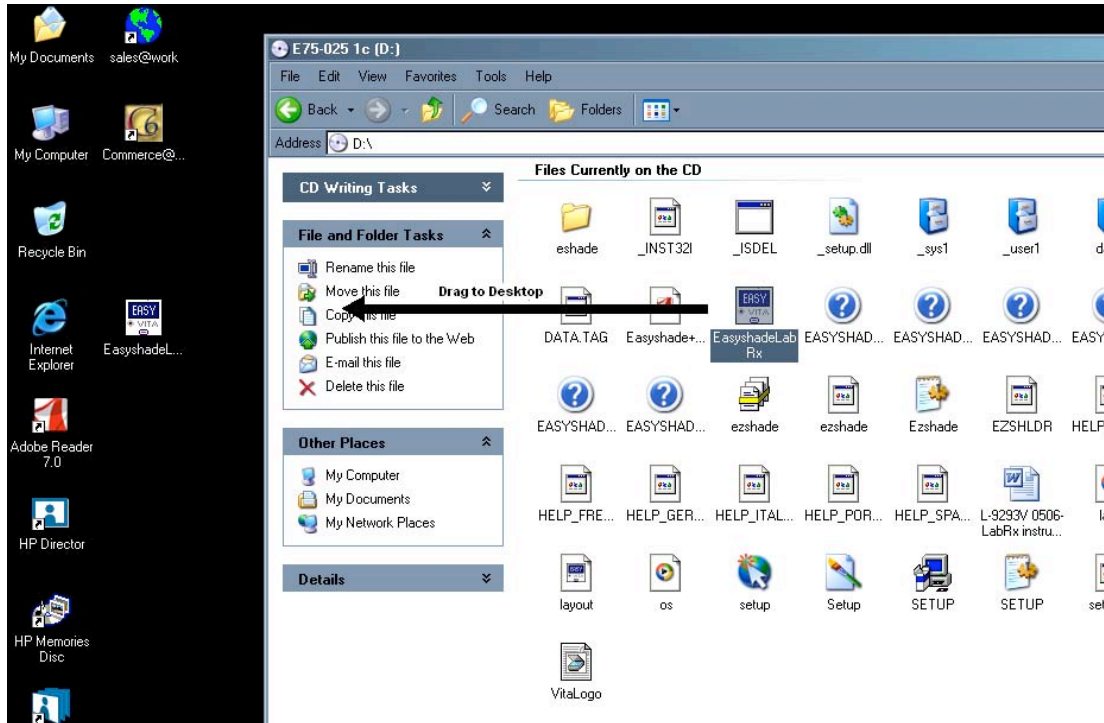 My Documents
sales@work
My Computer
Commerce@...
Recycle Bin
Internet
Explorer
EasyshadeL...
Adobe Reader
7.0
HP Director
HP Memories
Disc
E75-025 1c (D:)
File Edit View Favorites Tools Help
Back Search Folders
Address D:\
CD Writing Tasks
File and Folder Tasks
Rename this file
Move this file
Copy this file
Publish this file to the Web
E-mail this file
Delete this file
Other Places
My Computer
My Documents
My Network Places
Details
Drag to Desktop
Files Currently on the CD
eshade _INST32I _ISDEL _setup.dll _sys1 _user1
DATA.TAG Easyshade+... EasyshadeLab EASYSHAD... EASYSHAD... EASYSHAD... EASY
Rx
EASYSHAD... EASYSHAD... ezshade ezshade Ezshade EZSHLDR HELP
HELP_FRE... HELP_GER... HELP_ITAL... HELP_POR... HELP_SPA... L-9293V 0506-
LabRx instru...
layout os setup Setup SETUP SETUP set
VitaLogo